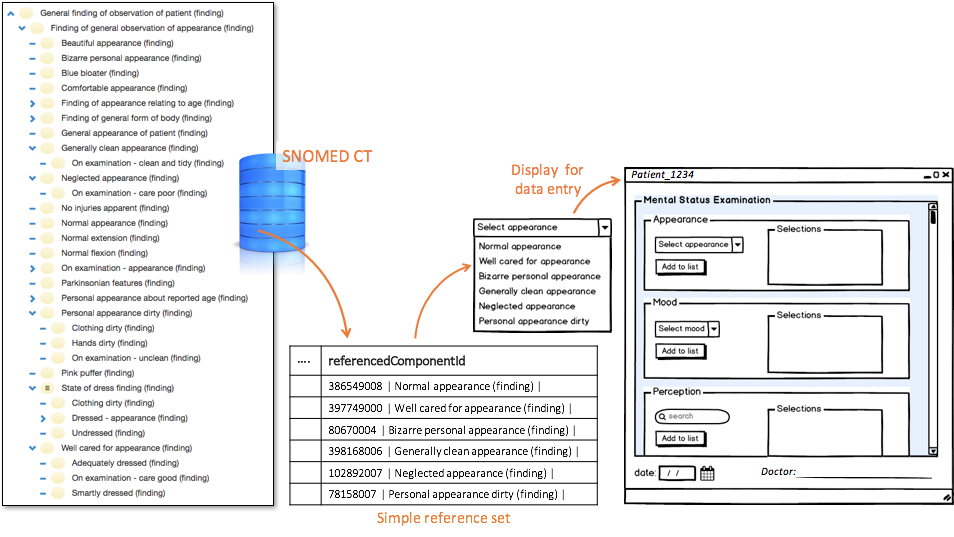 General finding of observation of patient (finding)
Finding of general observation of appearance (finding)
Beautiful appearance (finding)
Bizarre personal appearance (finding)
Blue bloater (finding)
Comfortable appearance (finding)
Finding of appearance relating to age (finding)
Finding of general form of body (finding)
General appearance of patient (finding)
Generally clean appearance (finding)
On examination - clean and tidy (finding)
Neglected appearance (finding)
On examination - care poor (finding)
No injuries apparent (finding)
Normal appearance (finding)
Normal extension (finding)
Normal flexion (finding)
On examination - appearance (finding)
Parkinsonian features (finding)
Personal appearance about reported age (finding)
Personal appearance dirty (finding)
Clothing dirty (finding)
Hands dirty (finding)
On examination - unclean (finding)
Pink puffer (finding)
State of dress finding (finding)
Clothing dirty (finding)
Dressed - appearance (finding)
Undressed (finding)
Well cared for appearance (finding)
Adequately dressed (finding)
On examination - care good (finding)
Smartly dressed (finding)
SNOMED CT
.... referencedComponentId
386549008 | Normal appearance (finding) |
397749000 | Well cared for appearance (finding) |
80670004 | Bizarre personal appearance (finding) |
398168006 | Generally clean appearance (finding) |
102892007 | Neglected appearance (finding) |
78158007 | Personal appearance dirty (finding) |
Simple reference set
Select appearance
Normal appearance
Well cared for appearance
Bizarre personal appearance
Generally clean appearance
Neglected appearance
Personal appearance dirty
Display for
data entry
Patient_1234
Mental Status Examination
Appearance
Select appearance
Add to list
Selections
Mood
Select mood
Add to list
Selections
Perception
search
Add to list
Selections
date: / /
Doctor: